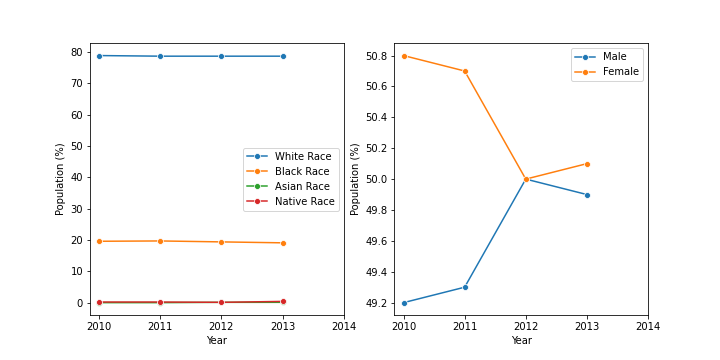 80
70
60
50
40
30
20
10
0
Population (%)
2010 2011 2012 2013 2014
Year
White Race
Black Race
Asian Race
Native Race
50.8
50.6
50.4
50.2
50.0
49.8
49.6
49.4
49.2
Population (%)
2010 2011 2012 2013 2014
Year
Male
Female